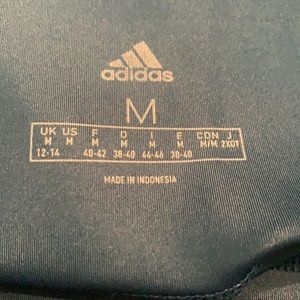 adidas
M
UK US F D I E CDN J
M M M M M M M/M 2XOT
12-14 40-42 38-40 44-46 38-40
MADE IN INDONESIA